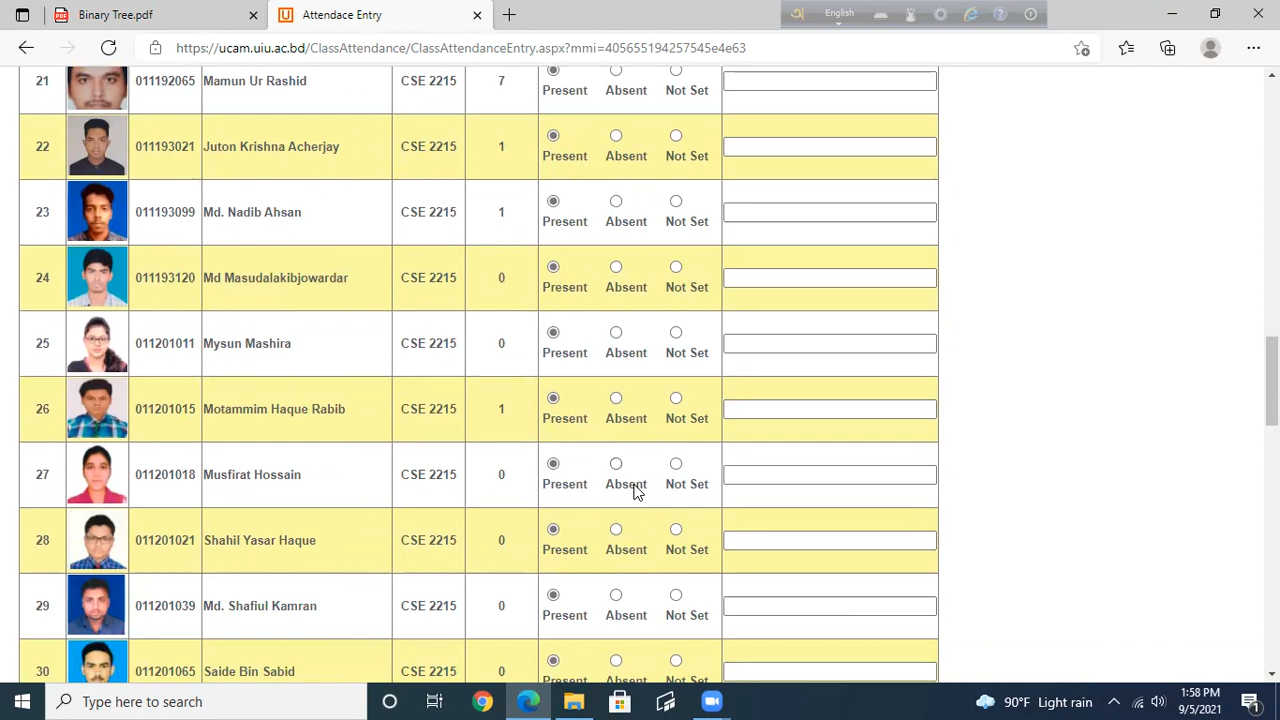 Binary Tree.pdf
Attendace Entry
English
https://ucam.uiu.ac.bd/ClassAttendance/ClassAttendanceEntry.aspx?mmi=405655194257545e4e63
21 011192065 Mamun Ur Rashid CSE 2215 7 Present Absent Not Set
22 011193021 Juton Krishna Acherjay CSE 2215 1 Present Absent Not Set
23 011193099 Md. Nadib Ahsan CSE 2215 1 Present Absent Not Set
24 011193120 Md Masudalakibjowardar CSE 2215 0 Present Absent Not Set
25 011201011 Mysun Mashira CSE 2215 0 Present Absent Not Set
26 011201015 Motammim Haque Rabib CSE 2215 1 Present Absent Not Set
27 011201018 Musfirat Hossain CSE 2215 0 Present Absent Not Set
28 011201021 Shahil Yasar Haque CSE 2215 0 Present Absent Not Set
29 011201039 Md. Shafiul Kamran CSE 2215 0 Present Absent Not Set
30 011201065 Saide Bin Sabid CSE 2215 0 Present Absent Not Set
Type here to search
90°F Light rain
1:58 PM
9/5/2021
1